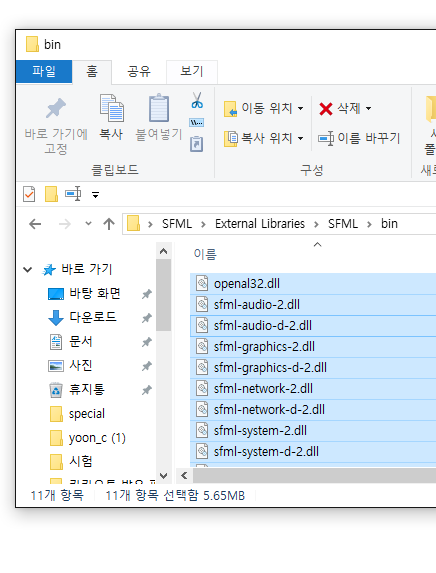 bin
파일 홈 공유 보기
바로 가기에 고정
복사
붙여넣기
이동 위치
복사 위치
삭제
이름 바꾸기
클립보드
구성
SFML > External Libraries > SFML > bin
이름
바로 가기
바탕 화면
다운로드
문서
사진
휴지통
special
yoon_c (1)
시험
openal32.dll
sfml-audio-2.dll
sfml-audio-d-2.dll
sfml-graphics-2.dll
sfml-graphics-d-2.dll
sfml-network-2.dll
sfml-network-d-2.dll
sfml-system-2.dll
sfml-system-d-2.dll
11개 항목 11개 항목 선택함 5.65MB